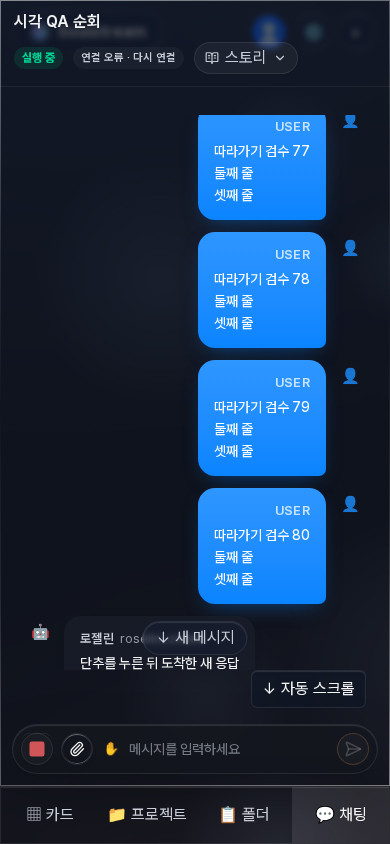 시각 QA 순회
실행 중
연결 오류 · 다시 연결
스토리
USER
따라가기 검수 77
둘째 줄
셋째 줄
USER
따라가기 검수 78
둘째 줄
셋째 줄
USER
따라가기 검수 79
둘째 줄
셋째 줄
USER
따라가기 검수 80
둘째 줄
셋째 줄
로젤린
↓ 새 메시지
단추를 누른 뒤 도착한 새 응답
↓ 자동 스크롤
메시지를 입력하세요
카드
프로젝트
폴더
채팅